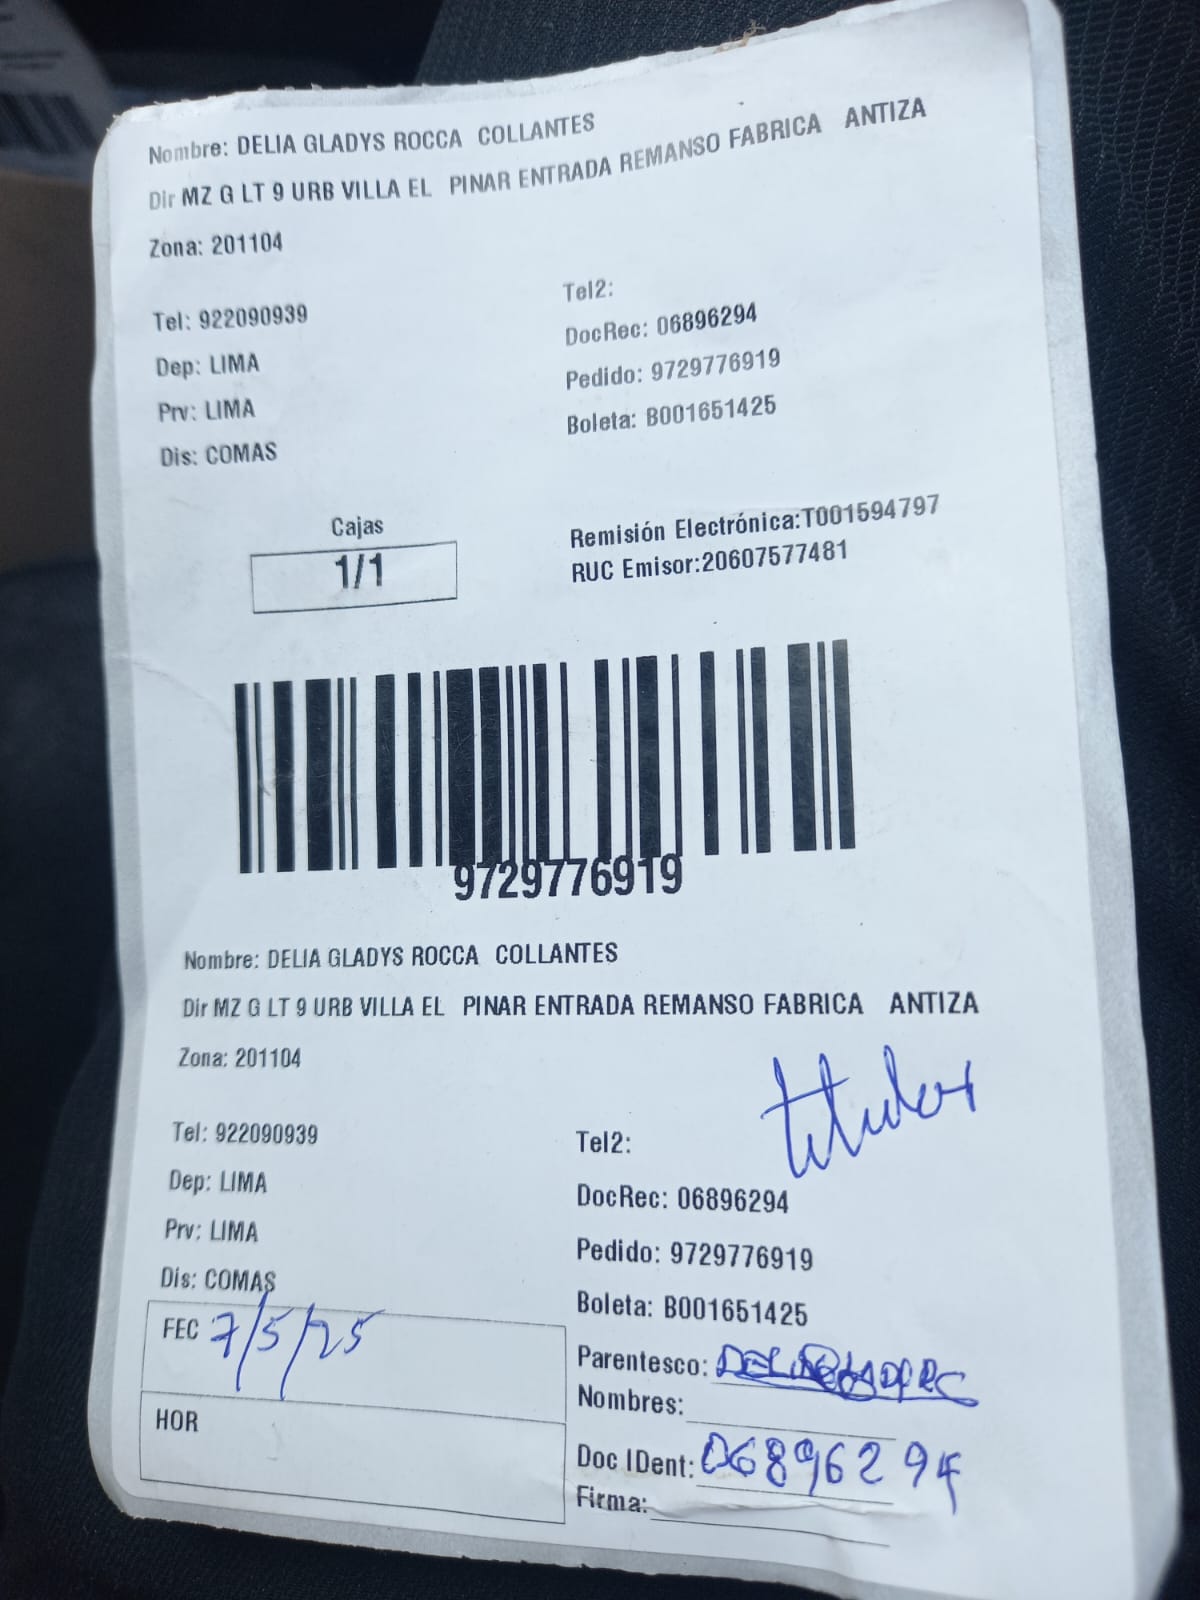 Nombre: DELIA GLADYS ROCCA COLLANTES
Dir MZ G LT 9 URB VILLA EL PINAR ENTRADA REMANSO FABRICA ANTIZA
Zona: 201104
Tel: 922090939
Tel2:
Dep: LIMA
DocRec: 06896294
Prv: LIMA
Pedido: 9729776919
Dis: COMAS
Boleta: B001651425
Cajas
1/1
Remisión Electrónica:T001594797
RUC Emisor:20607577481
9729776919
Nombre: DELIA GLADYS ROCCA COLLANTES
Dir MZ G LT 9 URB VILLA EL PINAR ENTRADA REMANSO FABRICA ANTIZA
Zona: 201104
titular
Tel: 922090939
Tel2:
Dep: LIMA
DocRec: 06896294
Prv: LIMA
Pedido: 9729776919
Dis: COMAS
Boleta: B001651425
FEC 7/5/25
Parentesco:
Nombres:
HOR
Doc IDent: 06896294
Firma: